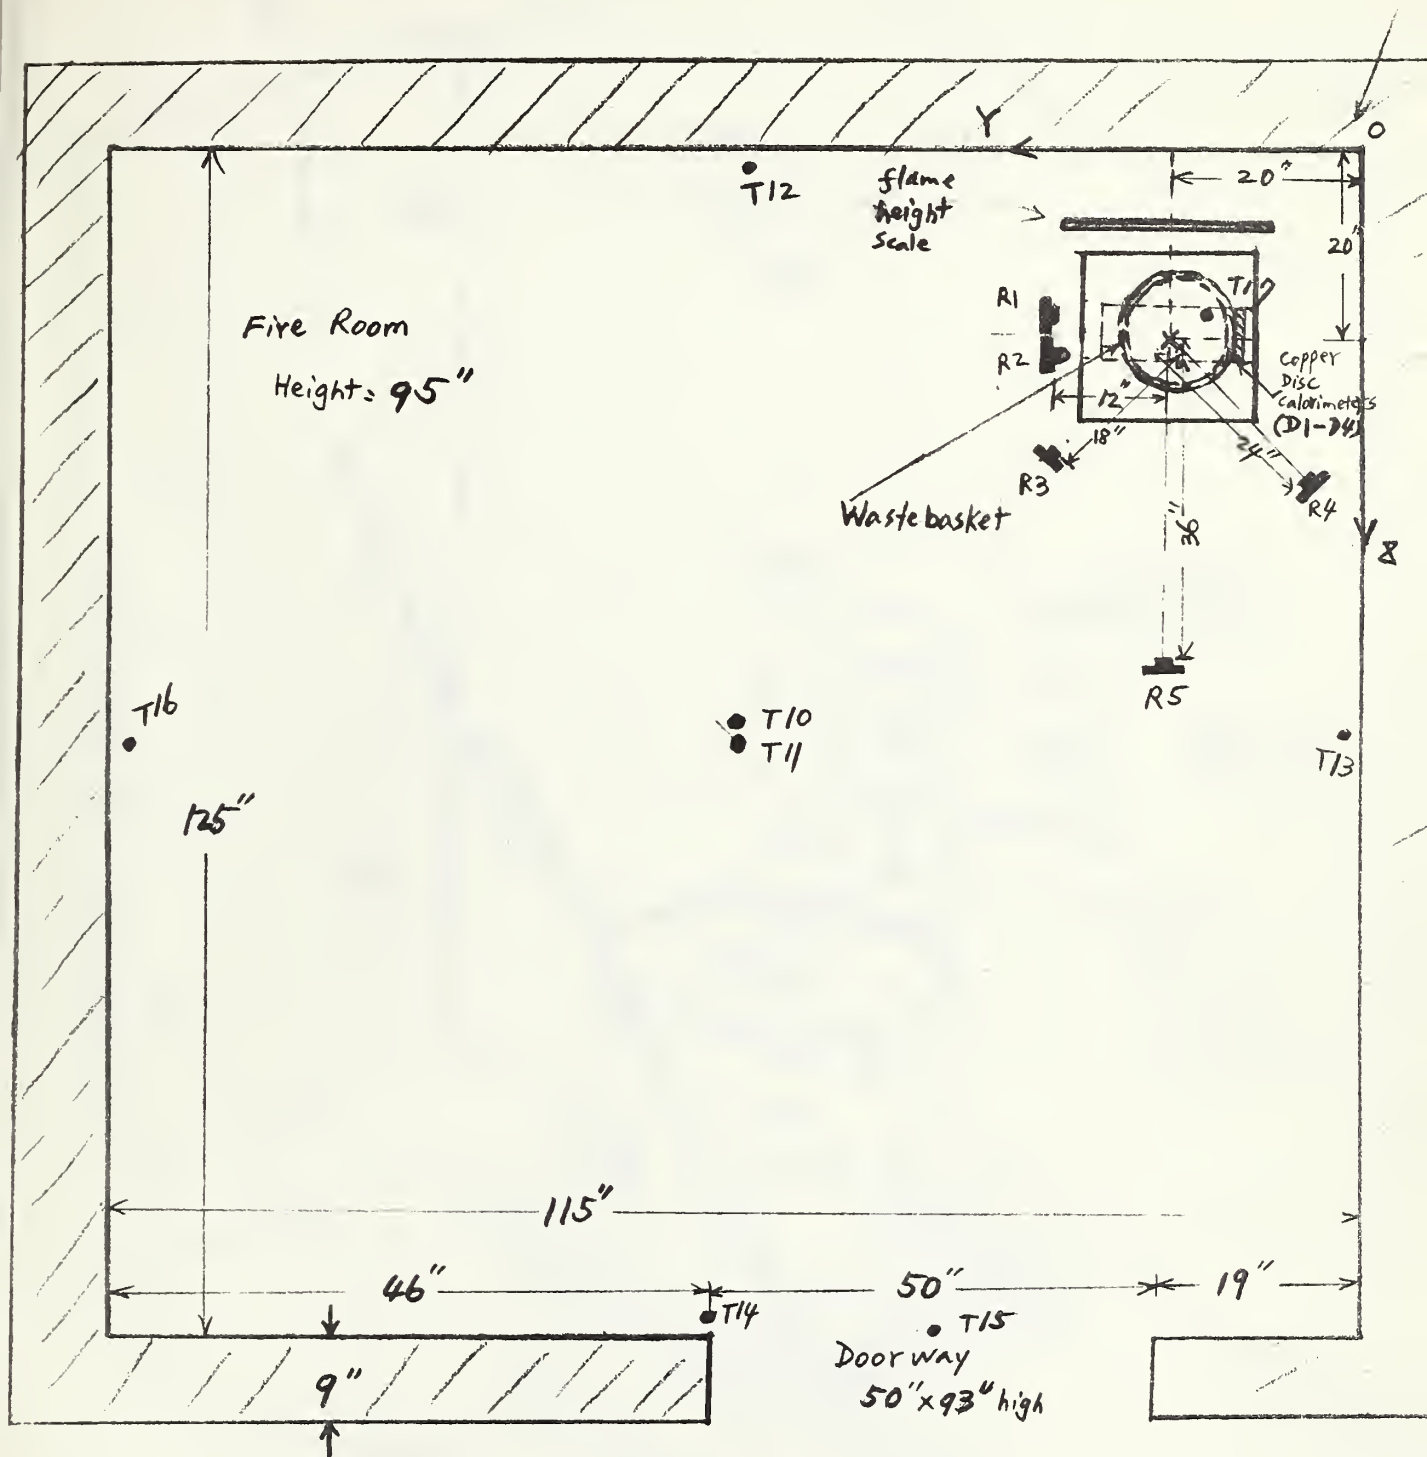 O
Y
20"
T12
flame
height
scale
20"
R1
T17
Fire Room
R2
Height: 95"
copper
Disc
calorimeters
(D1-D4)
12"
18"
24"
R3
R4
Wastebasket
36"
R5
T16
T10
T11
T13
125"
115"
46"
50"
19"
T14
T15
Doorway
9"
50"x93" high